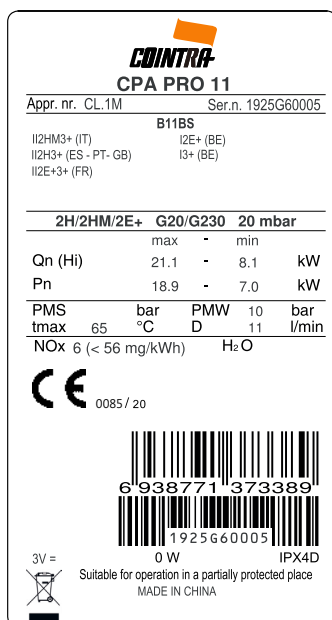 COINTRA
CPA PRO 11
Appr. nr. CL.1M Ser.n. 1925G60005
B11BS
II2HM3+ (IT) I2E+ (BE)
II2H3+ (ES - PT- GB) I3+ (BE)
II2E+3+ (FR)
2H/2HM/2E+ G20/G230 20 mbar
max - min
Qn (Hi) 21.1 - 8.1 kW
Pn 18.9 - 7.0 kW
PMS bar PMW 10 bar
tmax 65 °C D 11 l/min
NOx 6 (< 56 mg/kWh) H2O
CE 0085/ 20
6 938771 373389
1925G60005
3V = 0 W IPX4D
Suitable for operation in a partially protected place
MADE IN CHINA